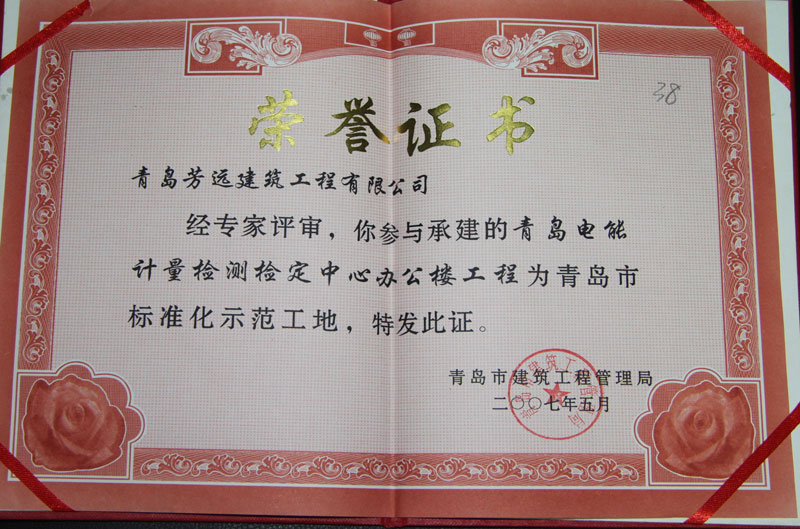 荣誉证书
38
青岛芳远建筑工程有限公司
经专家评审，你参与承建的青岛电能
计量检测检定中心办公楼工程为青岛市
标准化示范工地，特发此证。
青岛市建筑工程管理局
二〇〇七年五月